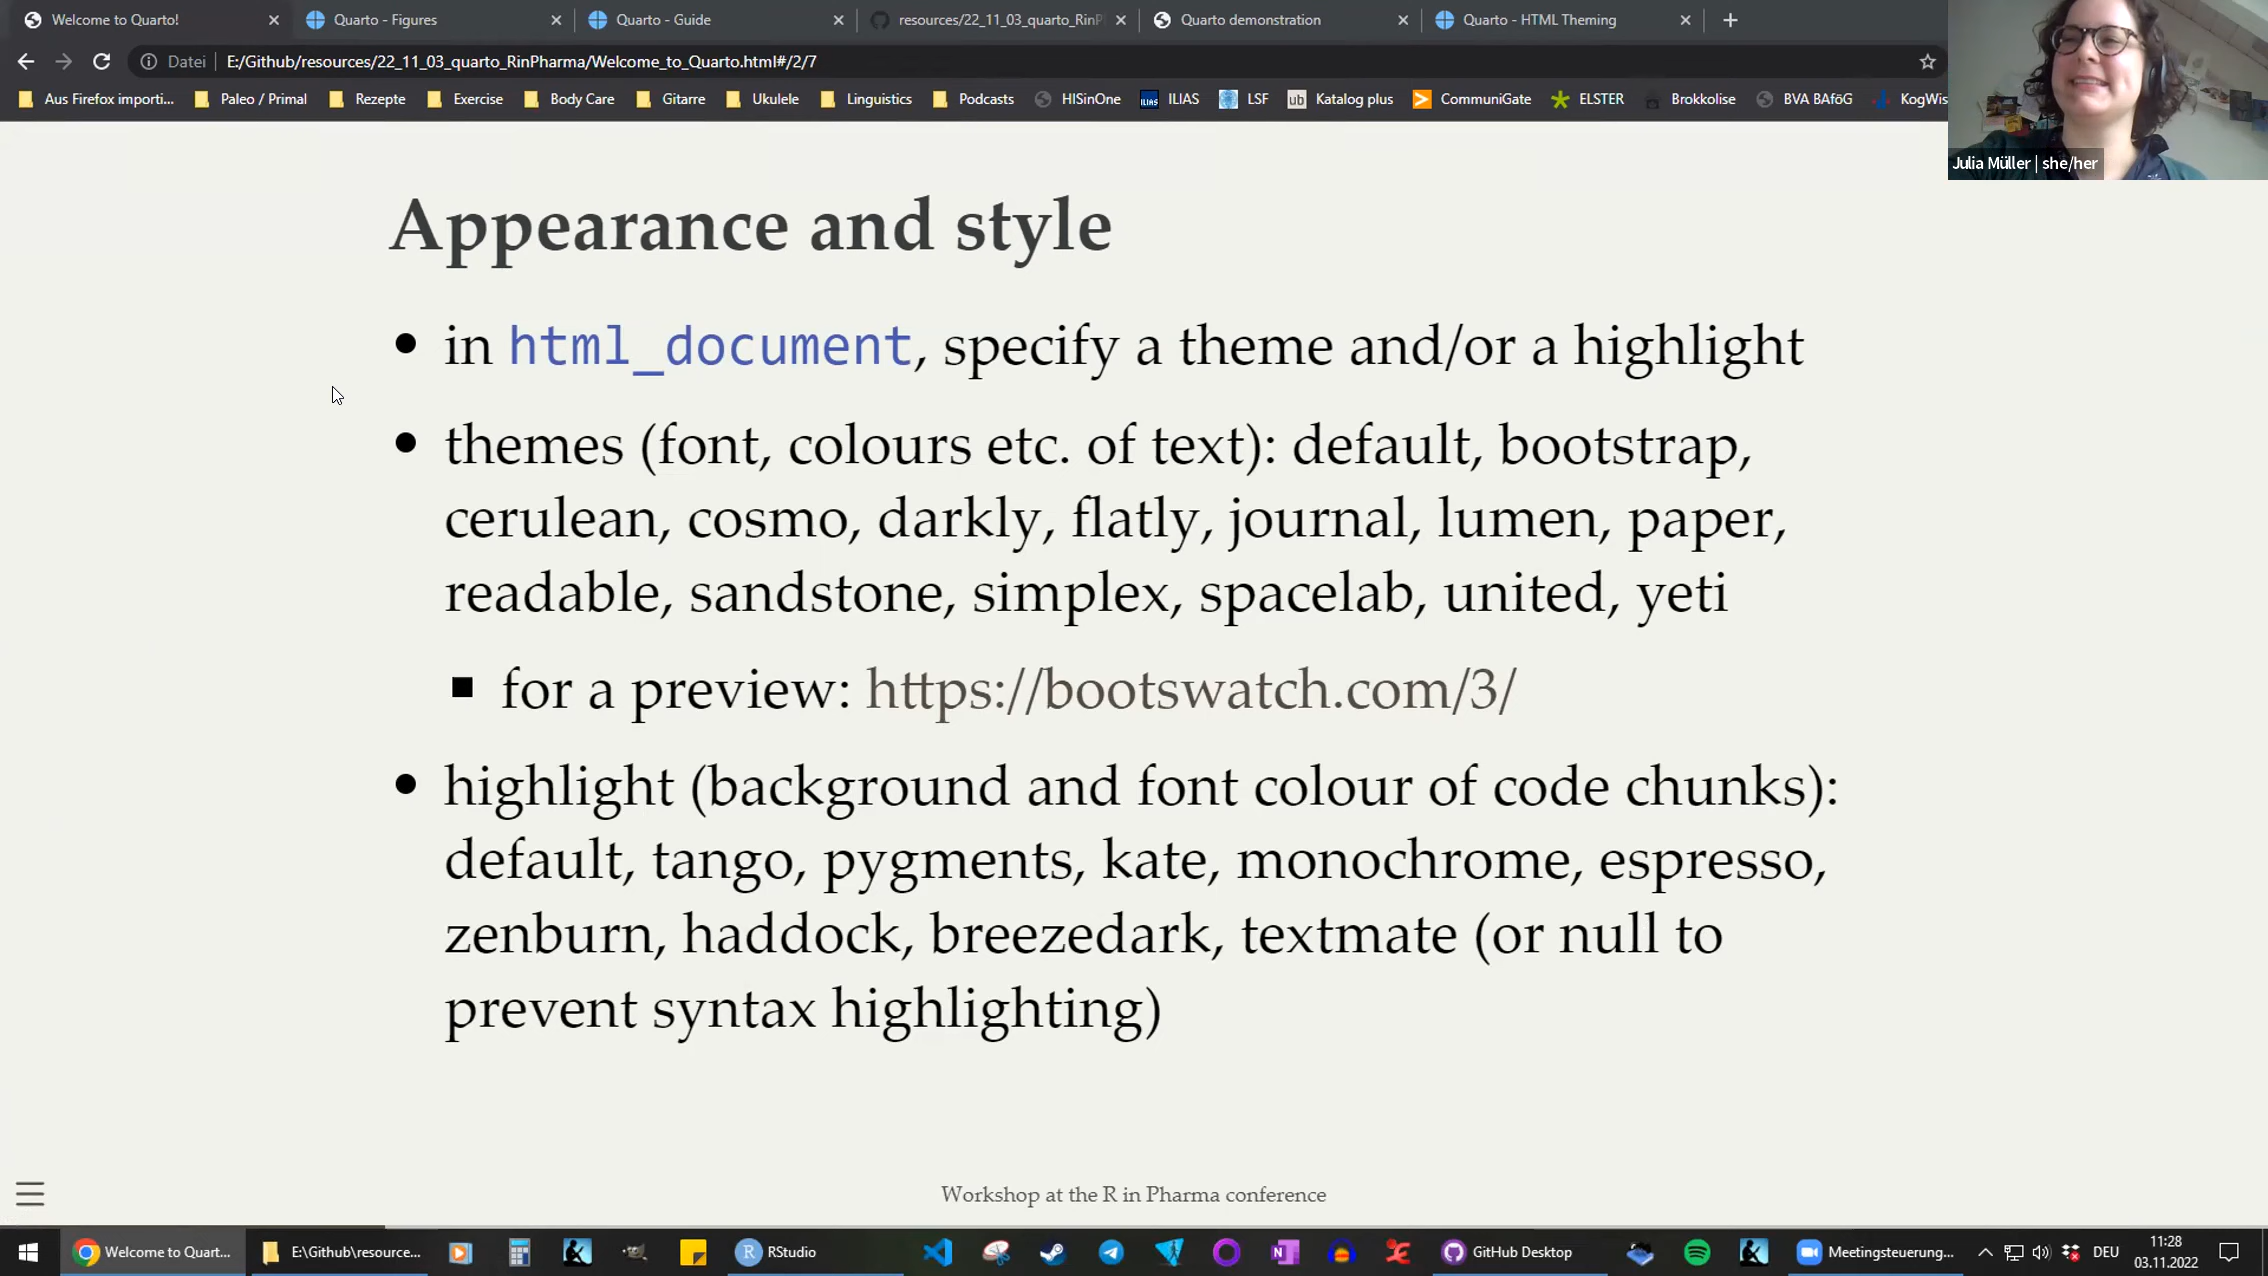 Welcome to Quarto!
Quarto - Figures
Quarto - Guide
resources/22_11_03_quarto_RinP
Quarto demonstration
Quarto - HTML Theming
Datei
E:/Github/resources/22_11_03_quarto_RinPharma/Welcome_to_Quarto.html#/2/7
Aus Firefox importi...
Paleo / Primal
Rezepte
Exercise
Body Care
Gitarre
Ukulele
Linguistics
Podcasts
HISinOne
ILIAS
ILIAS
LSF
ub
Katalog plus
CommuniGate
ELSTER
Brokkolise
BVA BAföG
KogWis
Julia Müller | she/her
Appearance and style
• in html_document, specify a theme and/or a highlight
• themes (font, colours etc. of text): default, bootstrap,
cerulean, cosmo, darkly, flatly, journal, lumen, paper,
readable, sandstone, simplex, spacelab, united, yeti
▪ for a preview: https://bootswatch.com/3/
• highlight (background and font colour of code chunks):
default, tango, pygments, kate, monochrome, espresso,
zenburn, haddock, breezedark, textmate (or null to
prevent syntax highlighting)
Workshop at the R in Pharma conference
Welcome to Quart...
E:\Github\resource...
R
RStudio
N
GitHub Desktop
Meetingsteuerung...
DEU
11:28
03.11.2022